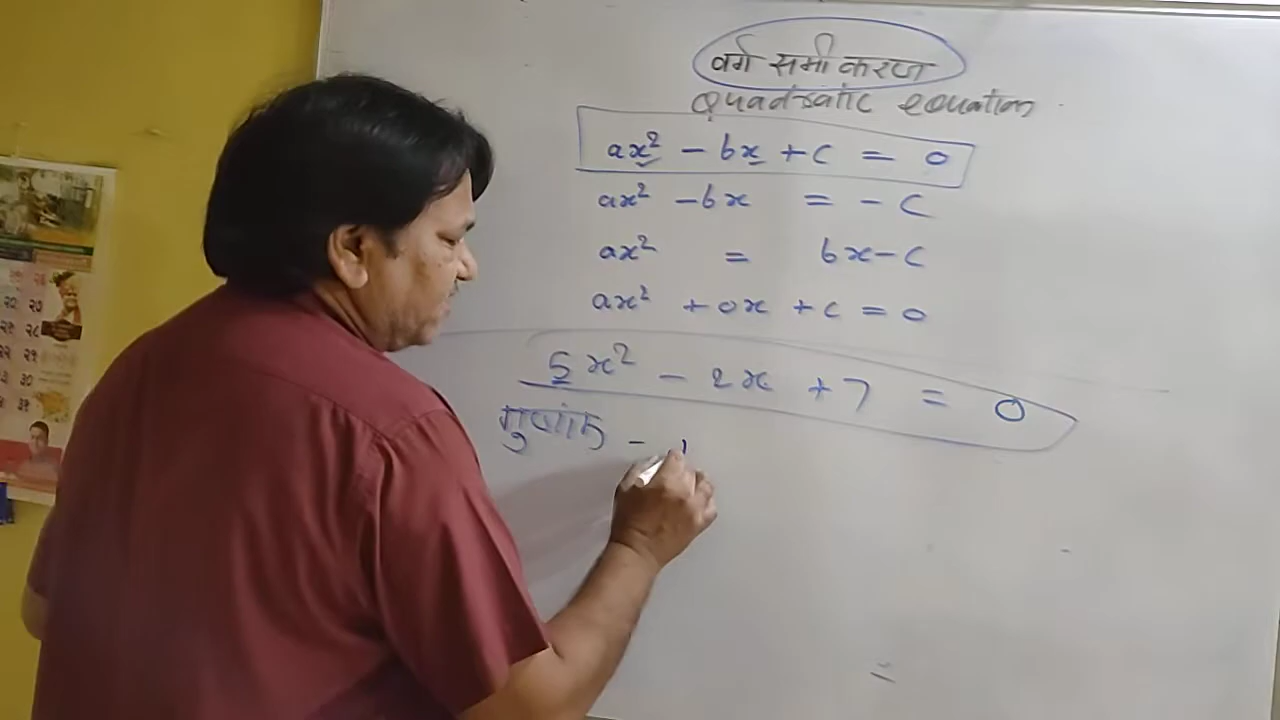 वर्ग समीकरण
Quadratic equation
ax² - bx + c = 0
ax² - bx = - c
ax² = bx - c
ax² + 0x + c = 0
5x² - 2x + 7 = 0
गुणांक -